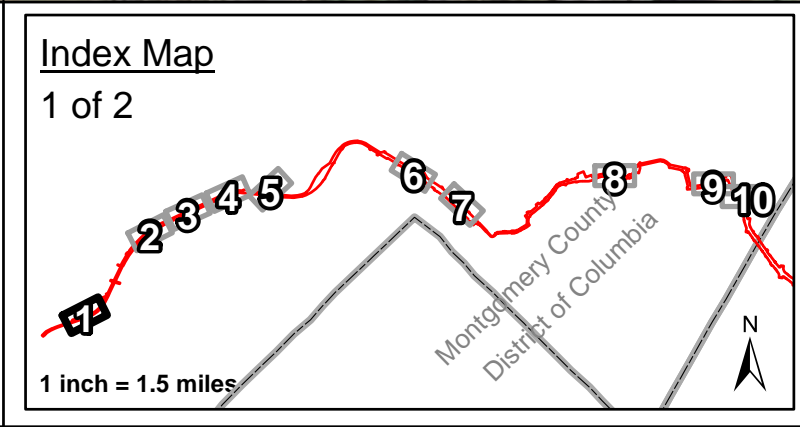 Index Map
1 of 2
1
2
3
4
5
6
7
8
9
10
Montgomery County
District of Columbia
N
1 inch = 1.5 miles